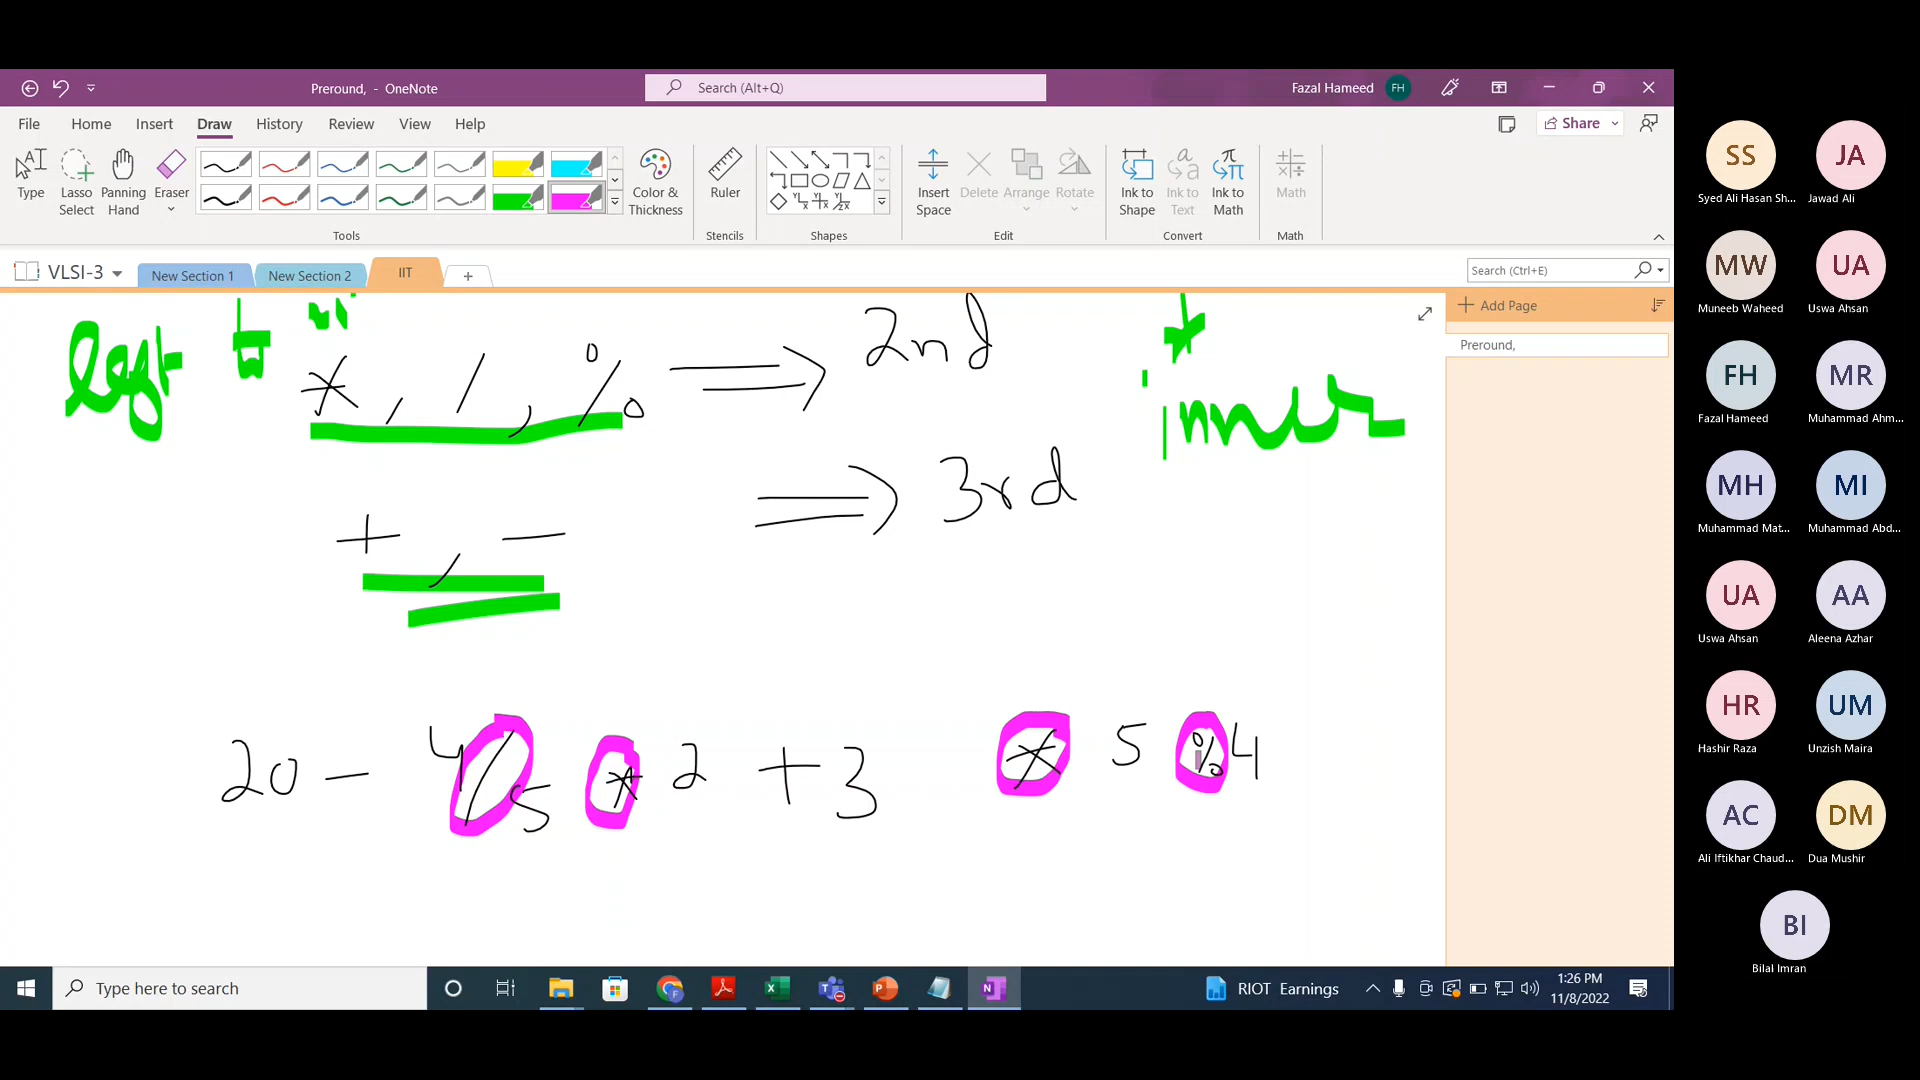 Preround, - OneNote
Search (Alt+Q)
Fazal Hameed FH
File Home Insert Draw History Review View Help
Share
Type
Lasso Select
Panning Hand
Eraser
Color & Thickness
Ruler
Insert Space
Delete
Arrange
Rotate
Ink to Shape
Ink to Text
Ink to Math
Math
Tools
Stencils
Shapes
Edit
Convert
Math
VLSI-3
New Section 1
New Section 2
IIT
Search (Ctrl+E)
Add Page
Preround,
*, /, % ⟹ 2nd
inner
+, - ⟹ 3rd
20 - 4/5 * 2 + 3 * 5 % 4
SS JA
Syed Ali Hasan Sh... Jawad Ali
MW UA
Muneeb Waheed Uswa Ahsan
FH MR
Fazal Hameed Muhammad Ahm...
MH MI
Muhammad Mat... Muhammad Abd...
UA AA
Uswa Ahsan Aleena Azhar
HR UM
Hashir Raza Unzish Maira
AC DM
Ali Iftikhar Chaud... Dua Mushir
BI
Bilal Imran
Type here to search
RIOT Earnings
1:26 PM
11/8/2022